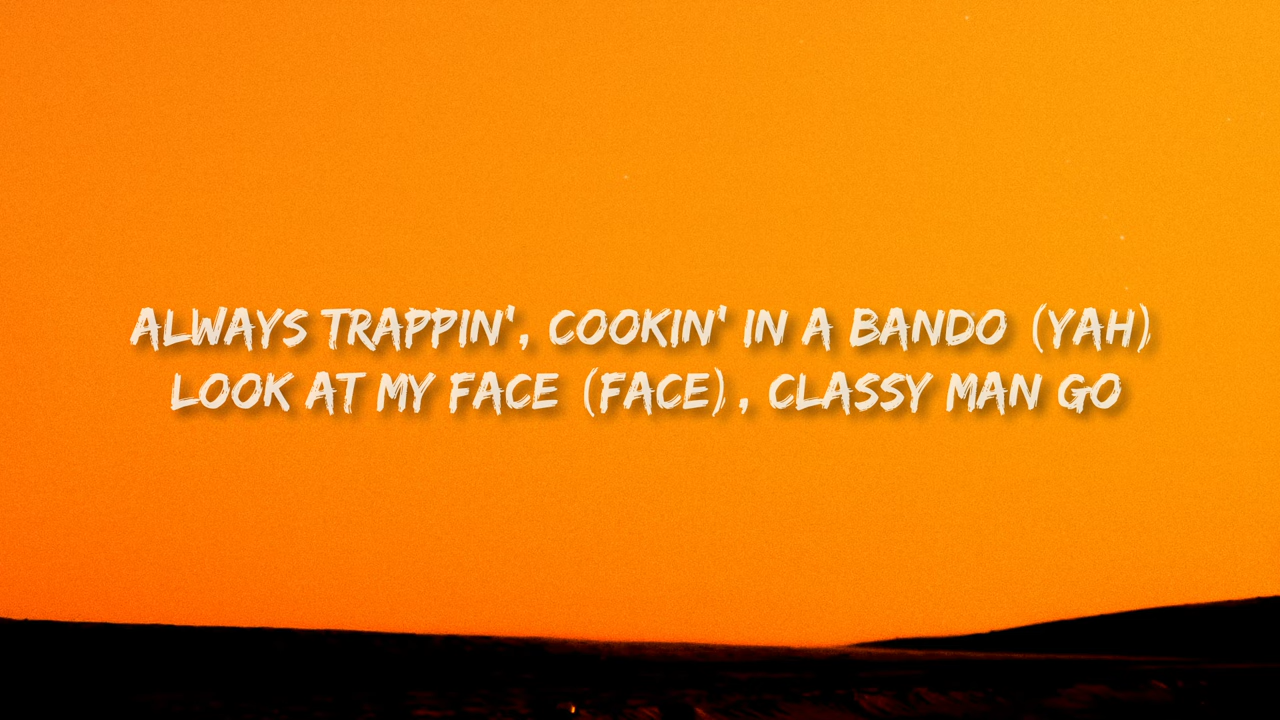 ALWAYS TRAPPIN', COOKIN' IN A BANDO (YAH)
LOOK AT MY FACE (FACE), CLASSY MAN GO